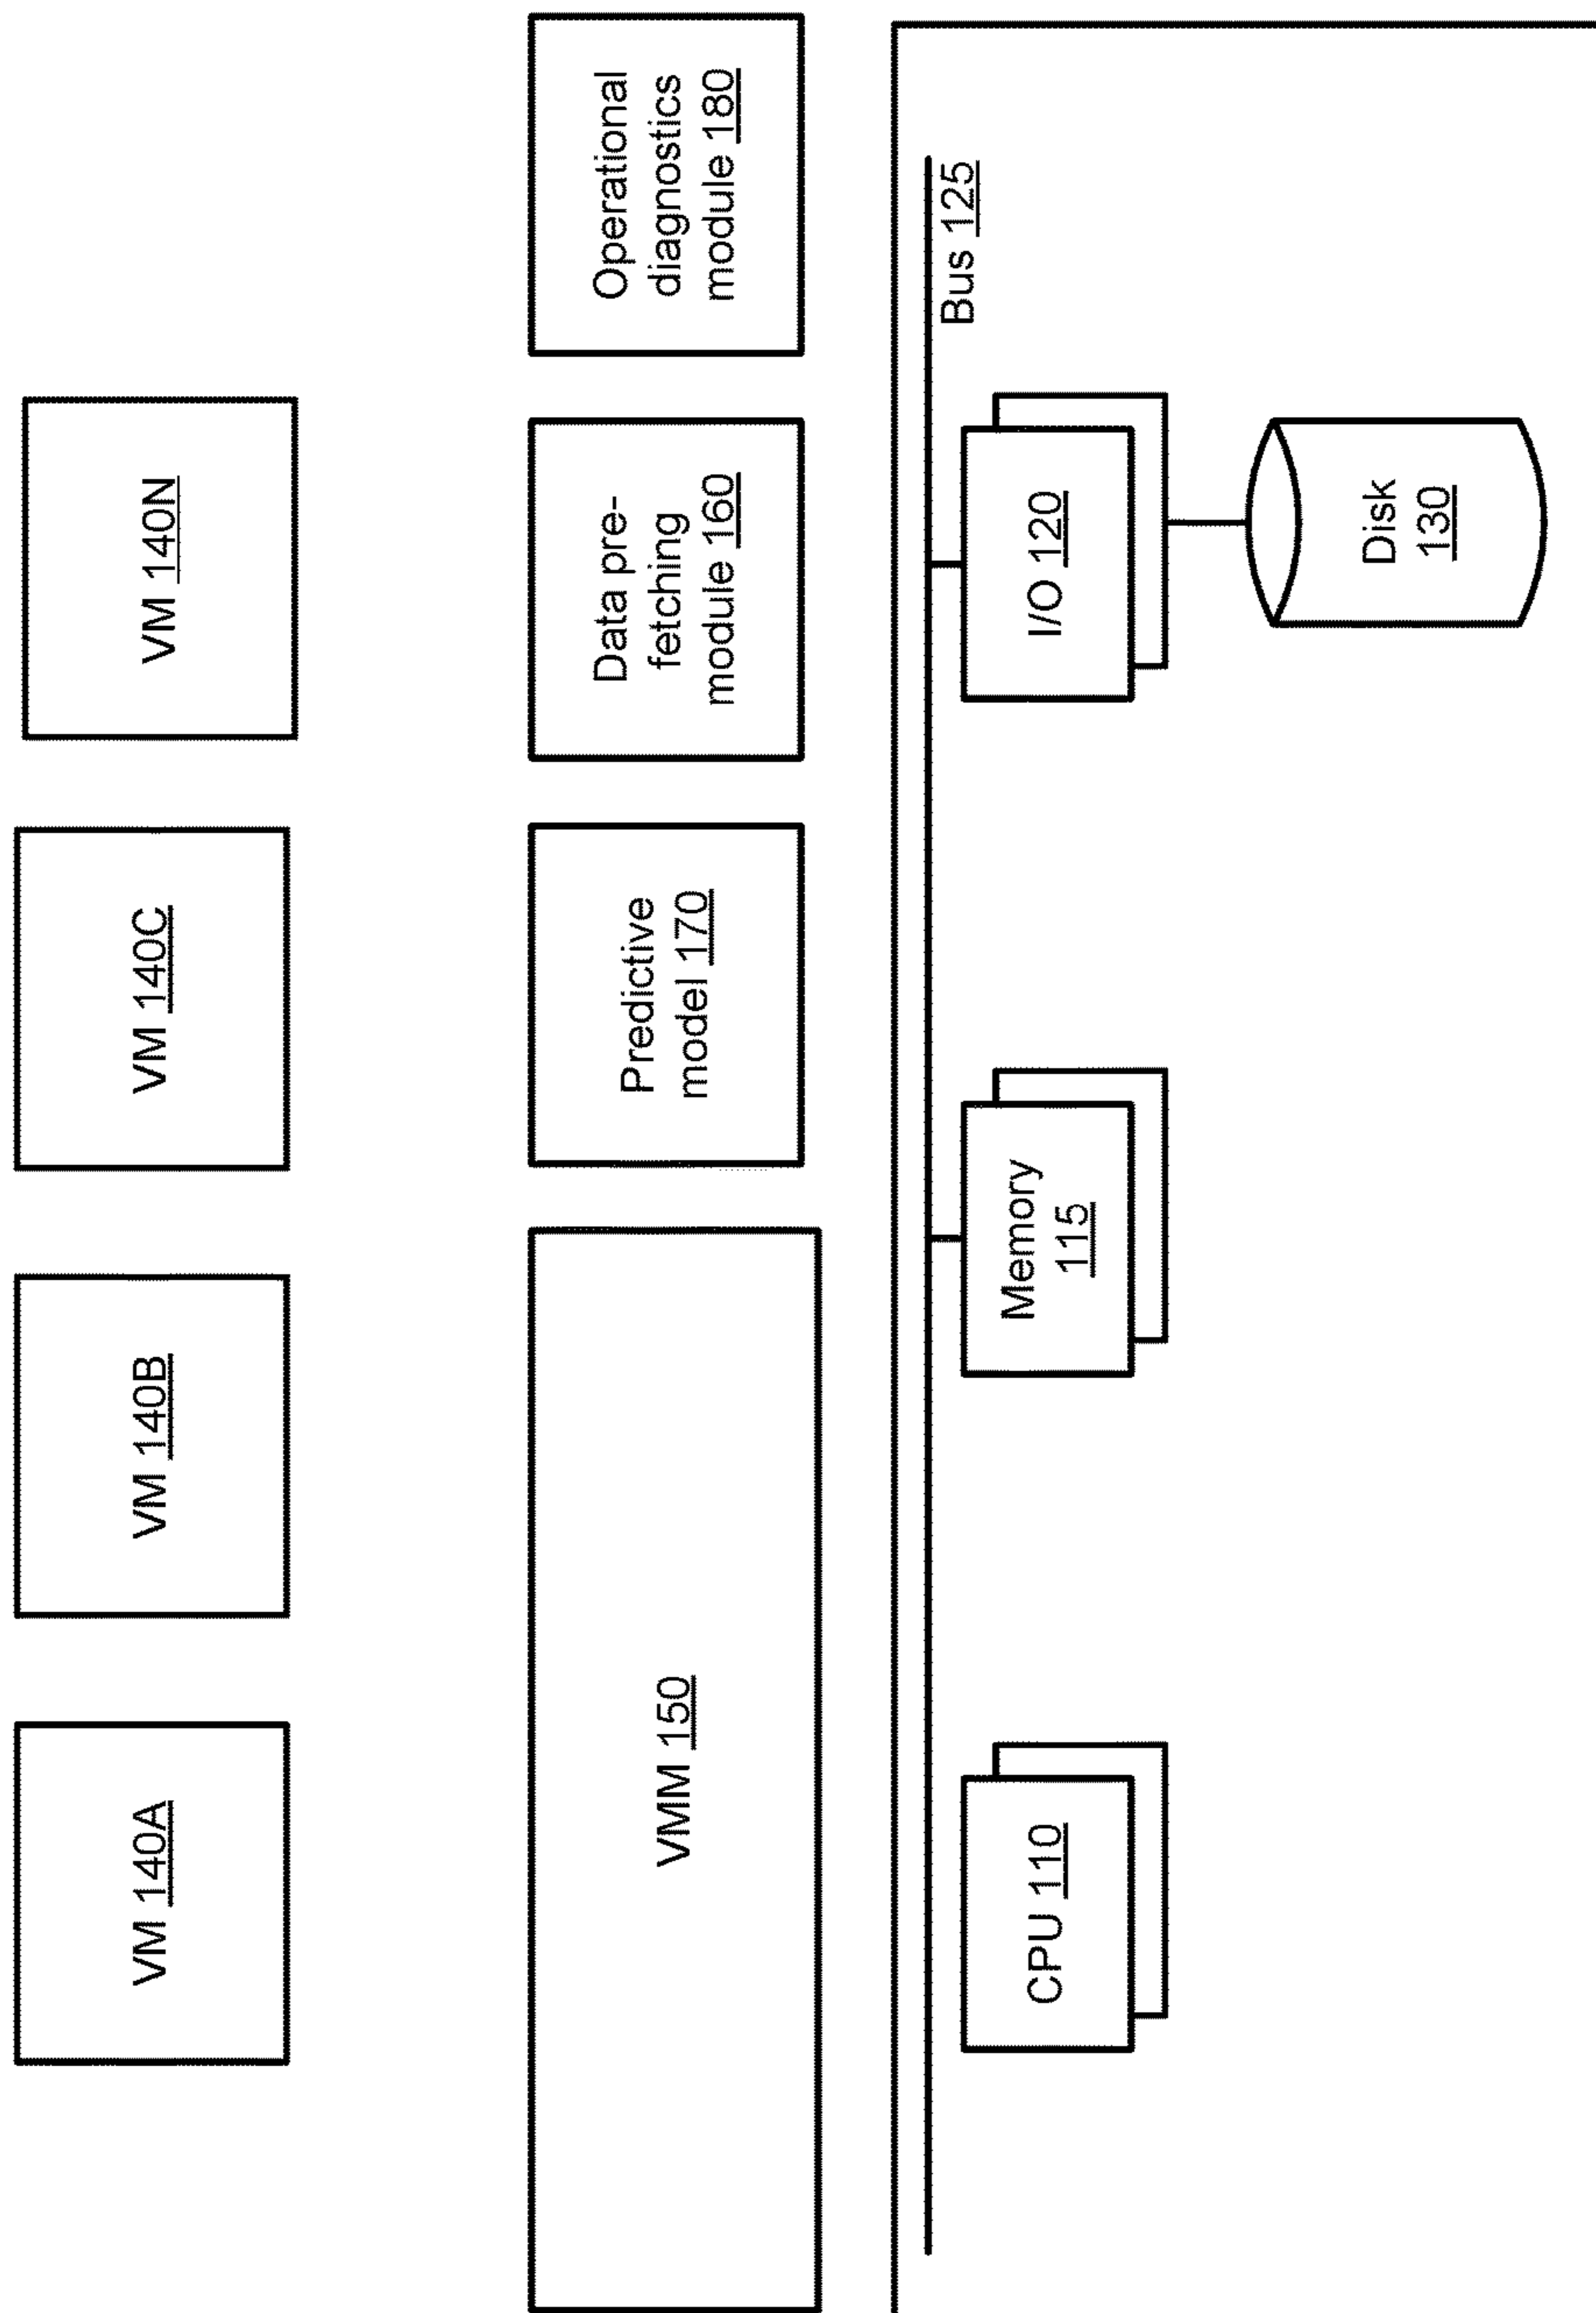 VM 140A
VM 140B
VM 140C
VM 140N
VMM 150
Predictive
model 170
Data pre-
fetching
module 160
Operational
diagnostics
module 180
Bus 125
CPU 110
Memory
115
I/O 120
Disk
130